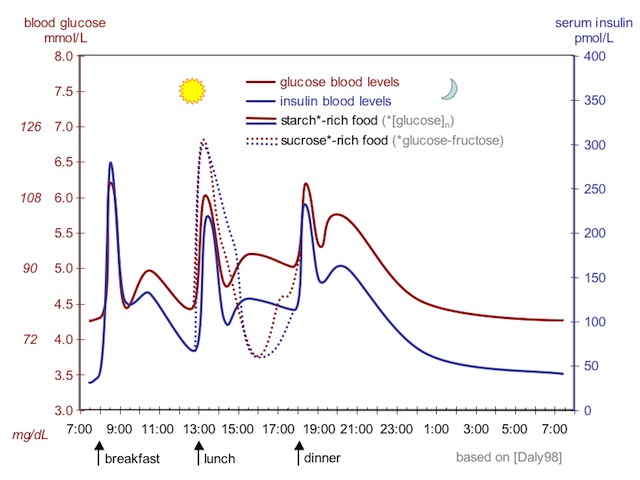 blood glucose
mmol/L
serum insulin
pmol/L
8.0
7.5
7.0
6.5
6.0
5.5
5.0
4.5
4.0
3.5
3.0
126
108
90
72
mg/dL
400
350
300
250
200
150
100
50
0
glucose blood levels
insulin blood levels
starch*-rich food (*[glucose]n)
sucrose*-rich food (*glucose-fructose)
7:00 9:00 11:00 13:00 15:00 17:00 19:00 21:00 23:00 1:00 3:00 5:00 7:00
breakfast
lunch
dinner
based on [Daly98]